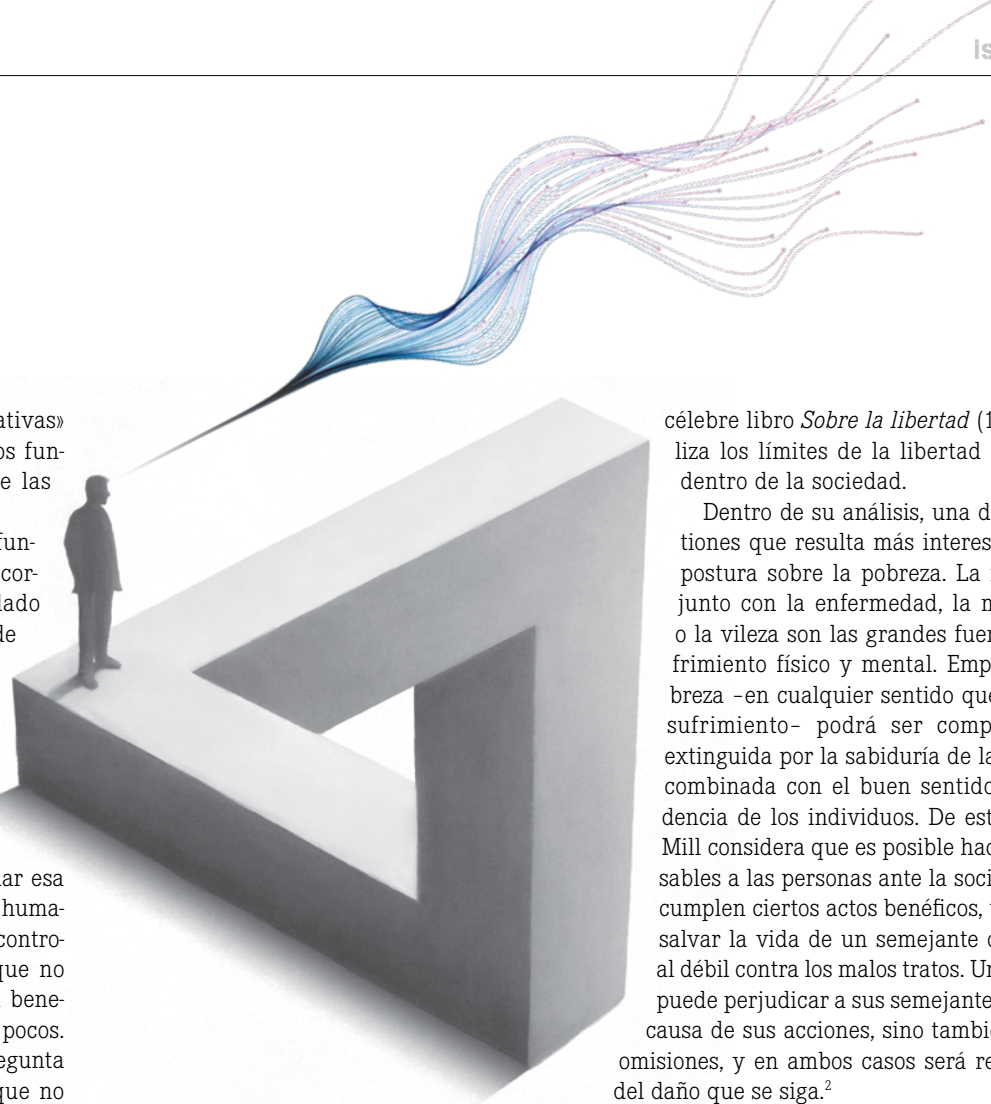 is
ativas»
os fun-
e las
fun-
cor-
lado
de
ar esa
huma-
contro-
que no
bene-
pocos.
egunta
que no
célebre libro Sobre la libertad (1
liza los límites de la libertad
dentro de la sociedad.
Dentro de su análisis, una d
tiones que resulta más interes
postura sobre la pobreza. La
junto con la enfermedad, la
o la vileza son las grandes fuer
frimiento físico y mental. Emp
breza –en cualquier sentido que
sufrimiento– podrá ser comp
extinguida por la sabiduría de la
combinada con el buen sentido
dencia de los individuos. De est
Mill considera que es posible hac
sables a las personas ante la soci
cumplen ciertos actos benéficos,
salvar la vida de un semejante
al débil contra los malos tratos. Un
puede perjudicar a sus semejante
causa de sus acciones, sino tambi
omisiones, y en ambos casos será re
del daño que se siga.²